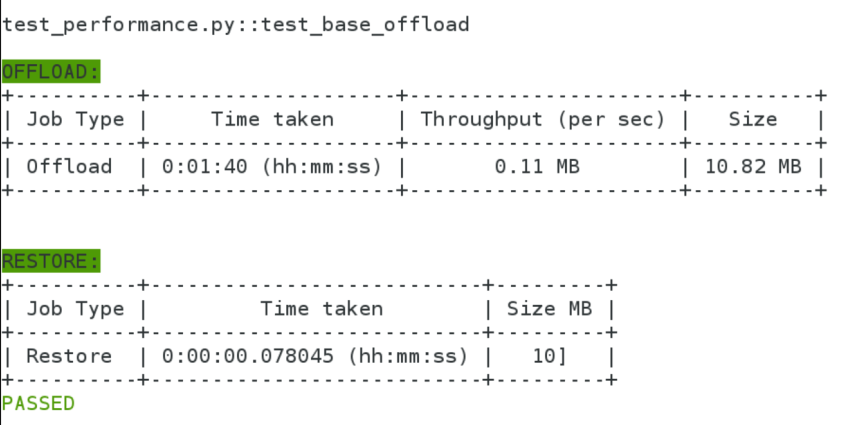 test_performance.py::test_base_offload
OFFLOAD:
+----------+--------------------+----------------------+----------+
| Job Type |     Time taken     | Throughput (per sec) |   Size   |
+----------+--------------------+----------------------+----------+
| Offload  | 0:01:40 (hh:mm:ss) |       0.11 MB        | 10.82 MB |
+----------+--------------------+----------------------+----------+
RESTORE:
+----------+---------------------------+---------+
| Job Type |         Time taken        | Size MB |
+----------+---------------------------+---------+
| Restore  | 0:00:00.078045 (hh:mm:ss) |   10]   |
+----------+---------------------------+---------+
PASSED